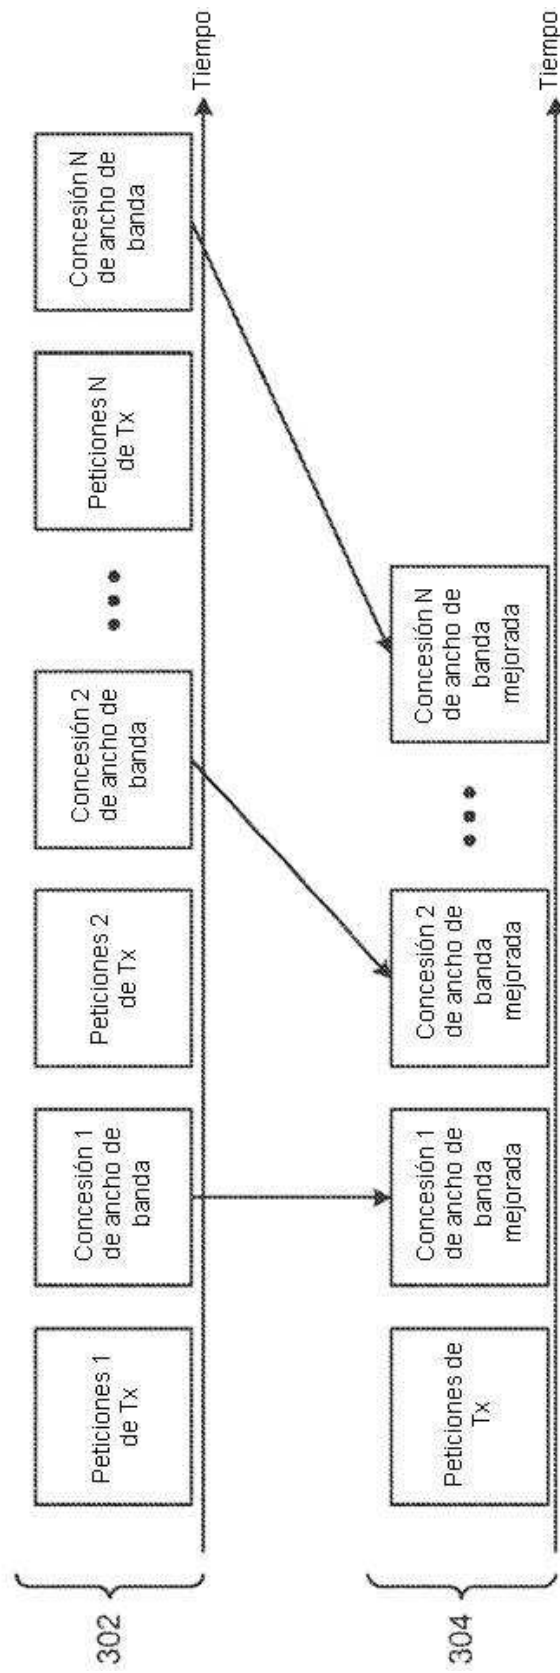 302
Peticiones 1
de Tx
Concesión 1
de ancho de
banda
Peticiones 2
de Tx
Concesión 2
de ancho de
banda
Peticiones N
de Tx
Concesión N
de ancho de
banda
Tiempo
304
Peticiones de
Tx
Concesión 1
de ancho de
banda
mejorada
Concesión 2
de ancho de
banda
mejorada
Concesión N
de ancho de
banda
mejorada
Tiempo